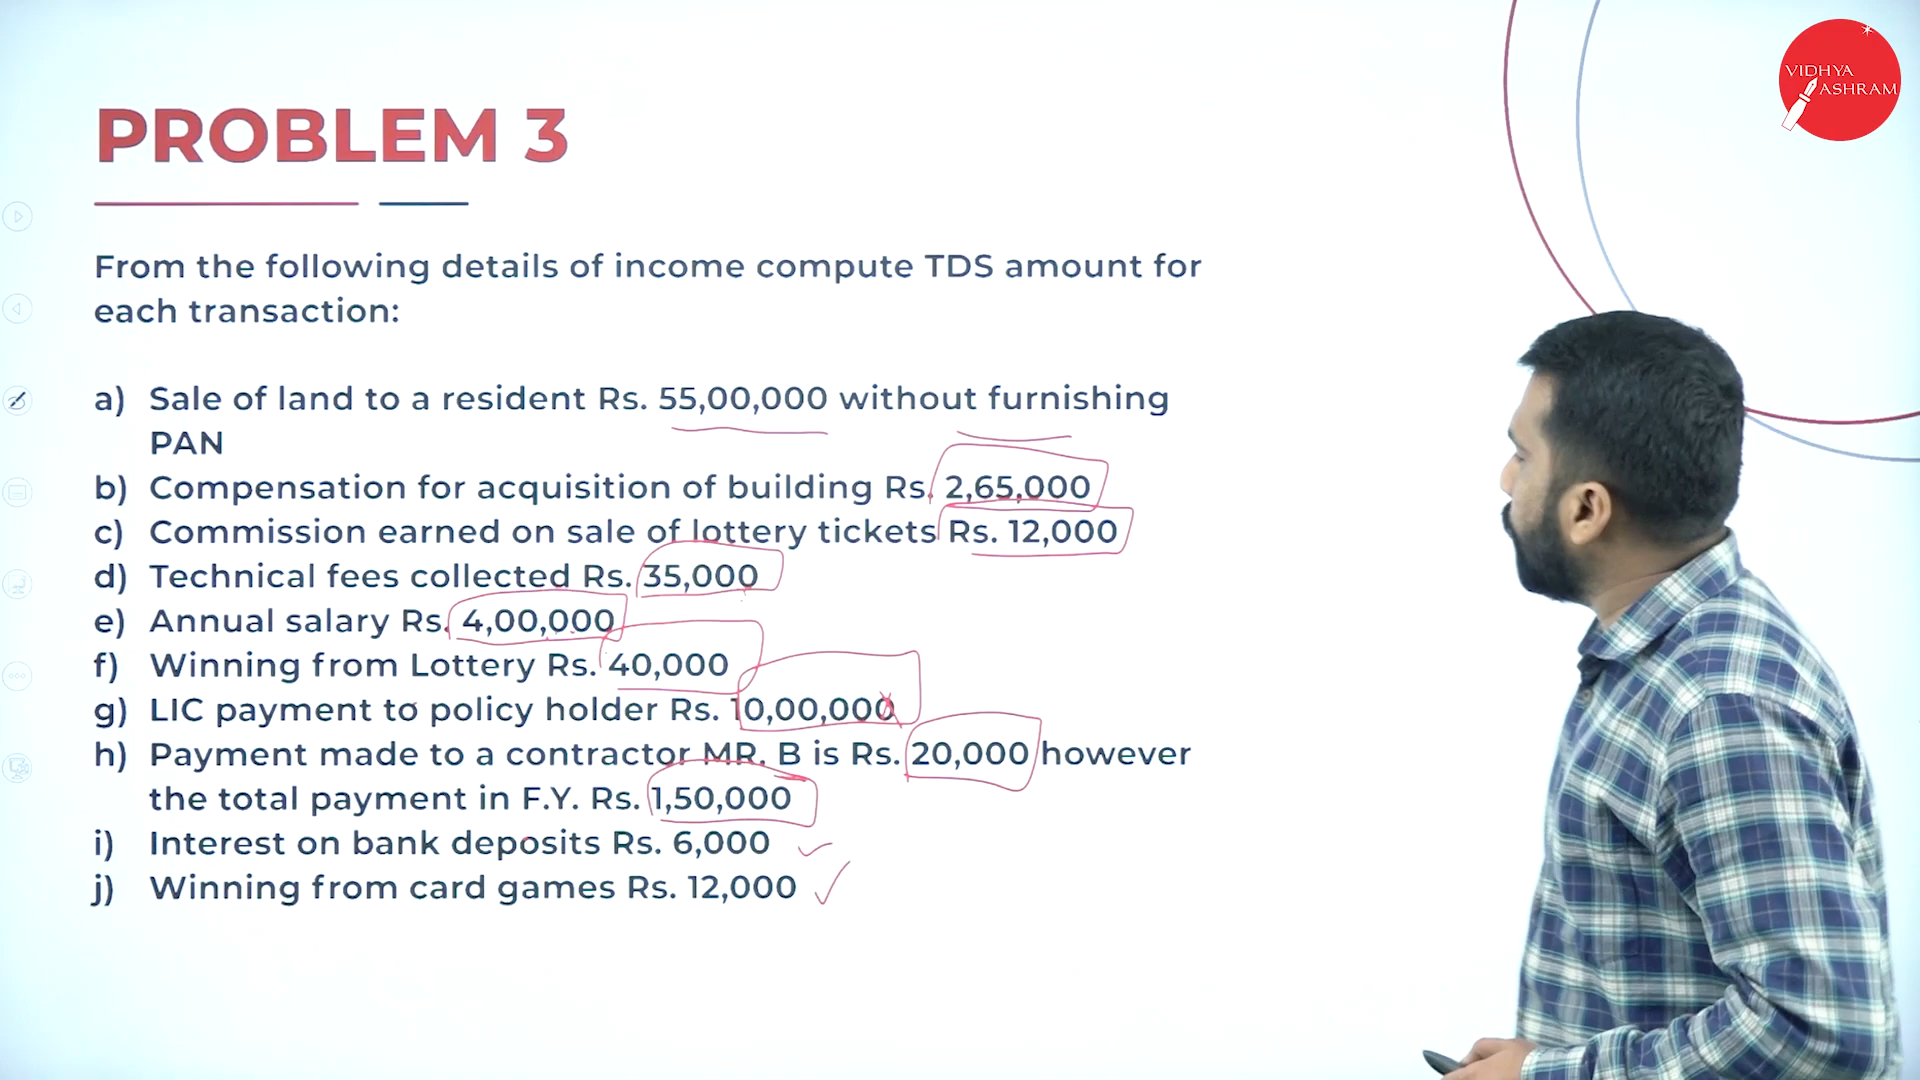 VIDHYA
ASHRAM
PROBLEM 3
From the following details of income compute TDS amount for
each transaction:
a) Sale of land to a resident Rs. 55,00,000 without furnishing
PAN
b) Compensation for acquisition of building Rs. 2,65,000
c) Commission earned on sale of lottery tickets Rs. 12,000
d) Technical fees collected Rs. 35,000
e) Annual salary Rs. 4,00,000
f) Winning from Lottery Rs. 40,000
g) LIC payment to policy holder Rs. 10,00,000
h) Payment made to a contractor MR. B is Rs. 20,000 however
the total payment in F.Y. Rs. 1,50,000
i) Interest on bank deposits Rs. 6,000
j) Winning from card games Rs. 12,000